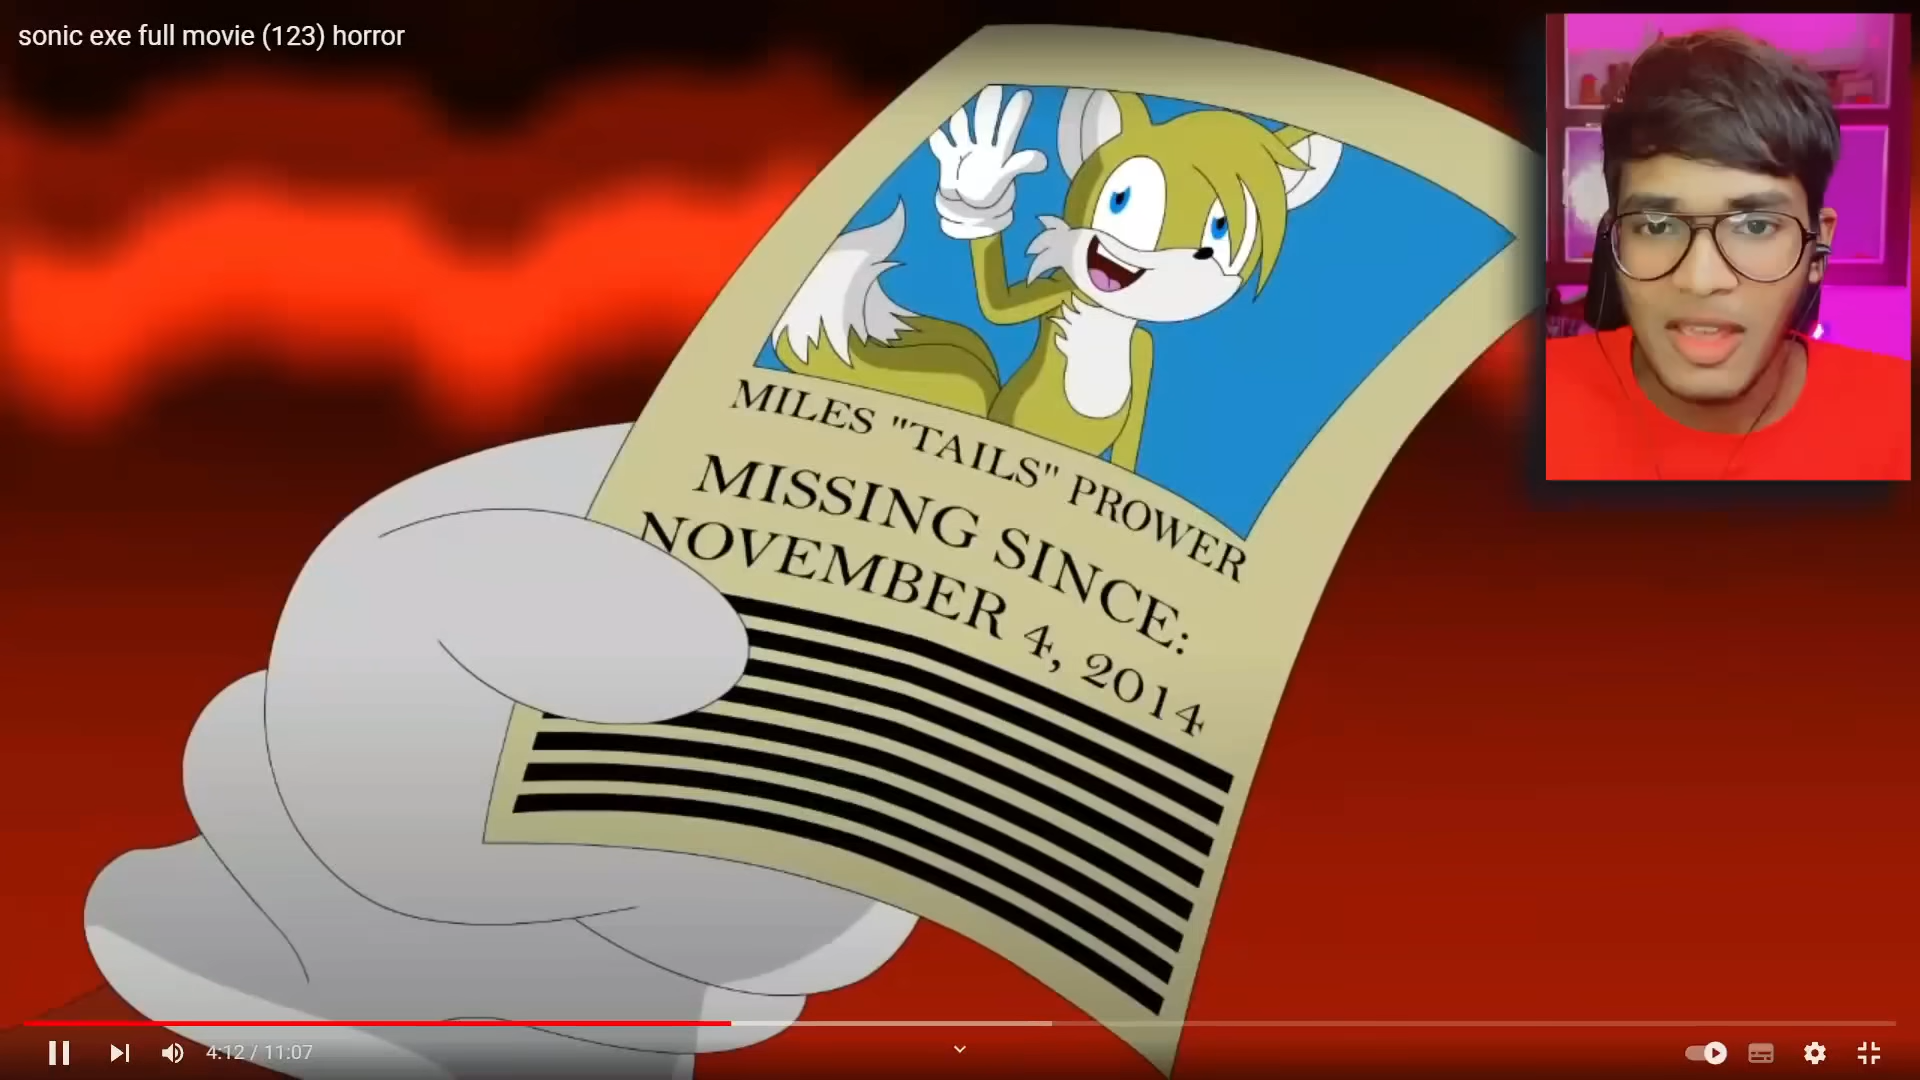 sonic exe full movie (123) horror
MILES "TAILS" PROWER
MISSING SINCE:
NOVEMBER 4, 2014
4:12 / 11:07